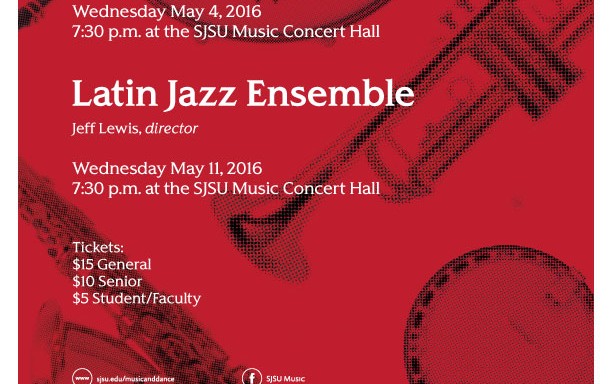 Wednesday May 4, 2016
7:30 p.m. at the SJSU Music Concert Hall
Latin Jazz Ensemble
Jeff Lewis, director
Wednesday May 11, 2016
7:30 p.m. at the SJSU Music Concert Hall
Tickets:
$15 General
$10 Senior
$5 Student/Faculty
www sjsu.edu/musicanddance
f SJSU Music